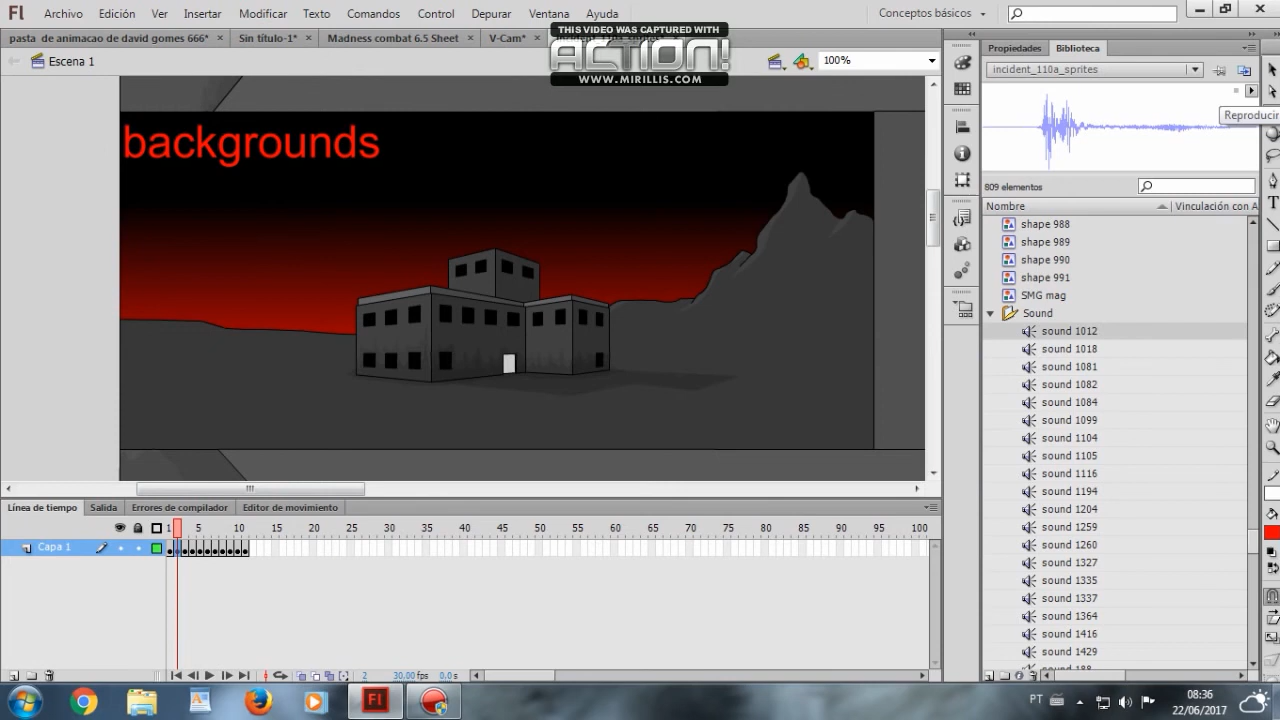 Fl Archivo Edición Ver Insertar Modificar Texto Comandos Control Depurar Ventana Ayuda Conceptos básicos
THIS VIDEO WAS CAPTURED WITH
ACTION!
WWW.MIRILLIS.COM
pasta de animacao de david gomes 666* × Sin título-1* × Madness combat 6.5 Sheet × V-Cam* ×
Propiedades Biblioteca
Escena 1 100%
incident_110a_sprites
Reproducir
backgrounds
809 elementos
Nombre Vinculación con A
shape 988
shape 989
shape 990
shape 991
SMG mag
Sound
sound 1012
sound 1018
sound 1081
sound 1082
sound 1084
sound 1099
sound 1104
sound 1105
sound 1116
sound 1194
sound 1204
sound 1259
sound 1260
sound 1327
sound 1335
sound 1337
sound 1364
sound 1416
sound 1429
sound 188
Línea de tiempo Salida Errores de compilador Editor de movimiento
1 5 10 15 20 25 30 35 40 45 50 55 60 65 70 75 80 85 90 95 100
Capa 1
2 30,00 fps 0,0 s
Fl PT 08:36
22/06/2017